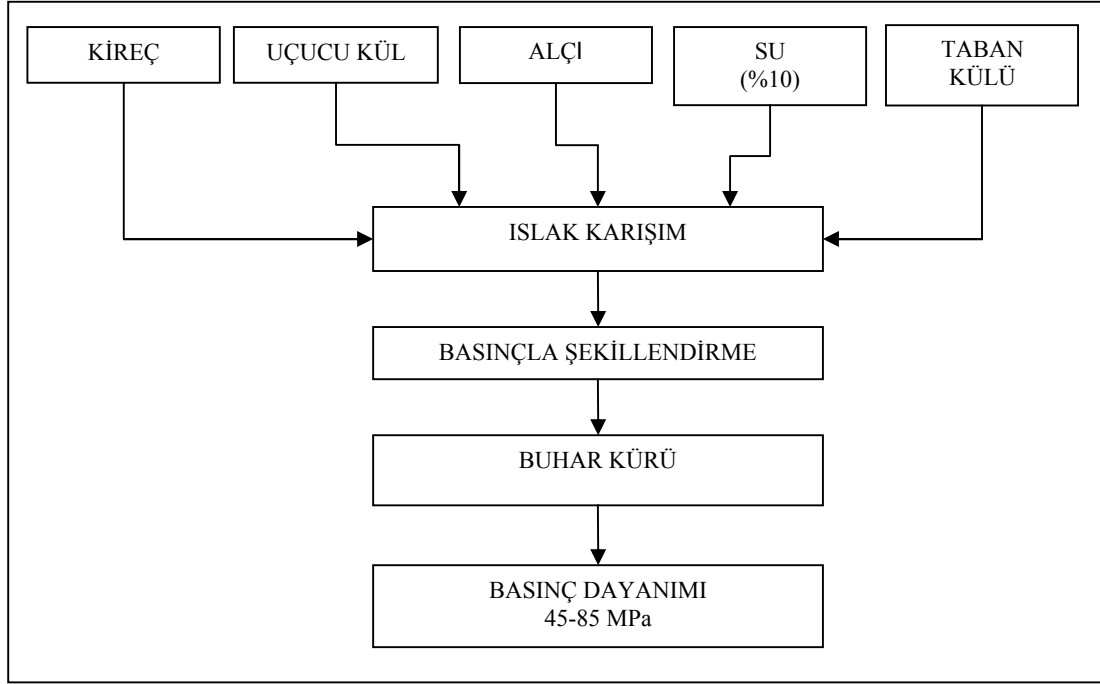 KİREÇ
UÇUCU KÜL
ALÇI
SU
(%10)
TABAN
KÜLÜ
ISLAK KARIŞIM
BASINÇLA ŞEKİLLENDİRME
BUHAR KÜRÜ
BASINÇ DAYANIMI
45-85 MPa